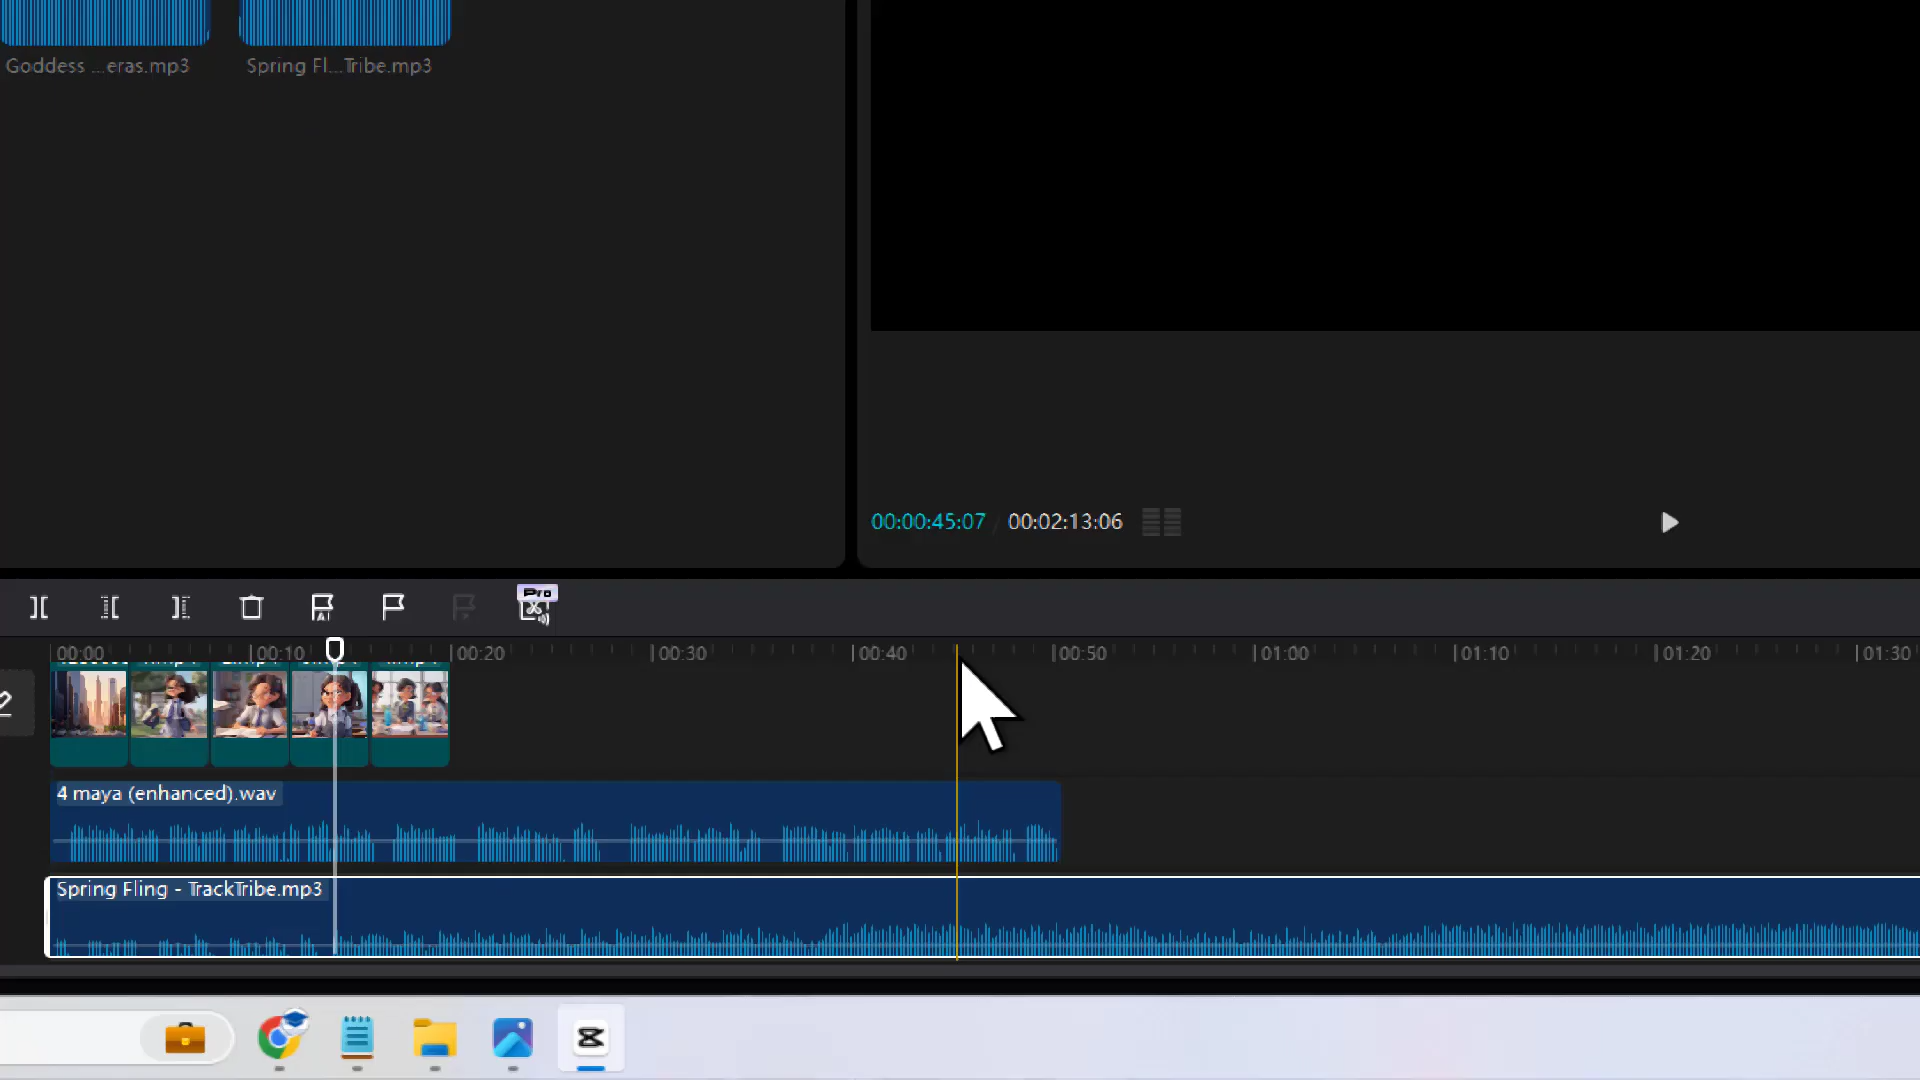 Goddess ...eras.mp3
Spring Fl...Tribe.mp3
00:00:45:07 / 00:02:13:06
Pro
00:00 00:10 00:20 00:30 00:40 00:50 01:00 01:10 01:20 01:30
4 maya (enhanced).wav
Spring Fling - TrackTribe.mp3